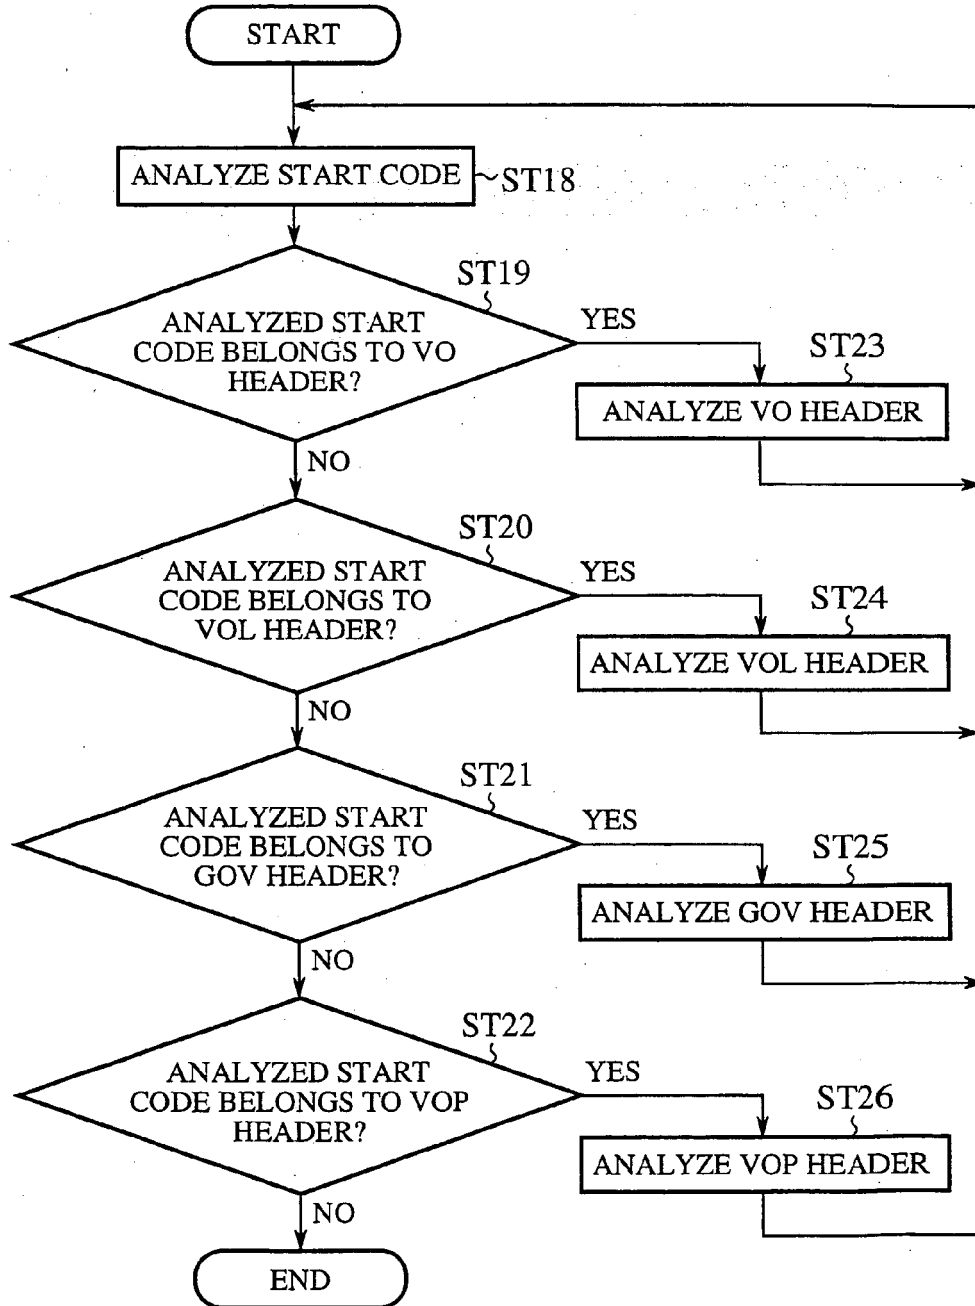 START
ANALYZE START CODE
ST18
ST19
ANALYZED START
CODE BELONGS TO VO
HEADER?
YES
ST23
ANALYZE VO HEADER
NO
ST20
ANALYZED START
CODE BELONGS TO
VOL HEADER?
YES
ST24
ANALYZE VOL HEADER
NO
ST21
ANALYZED START
CODE BELONGS TO
GOV HEADER?
YES
ST25
ANALYZE GOV HEADER
NO
ST22
ANALYZED START
CODE BELONGS TO VOP
HEADER?
YES
ST26
ANALYZE VOP HEADER
NO
END